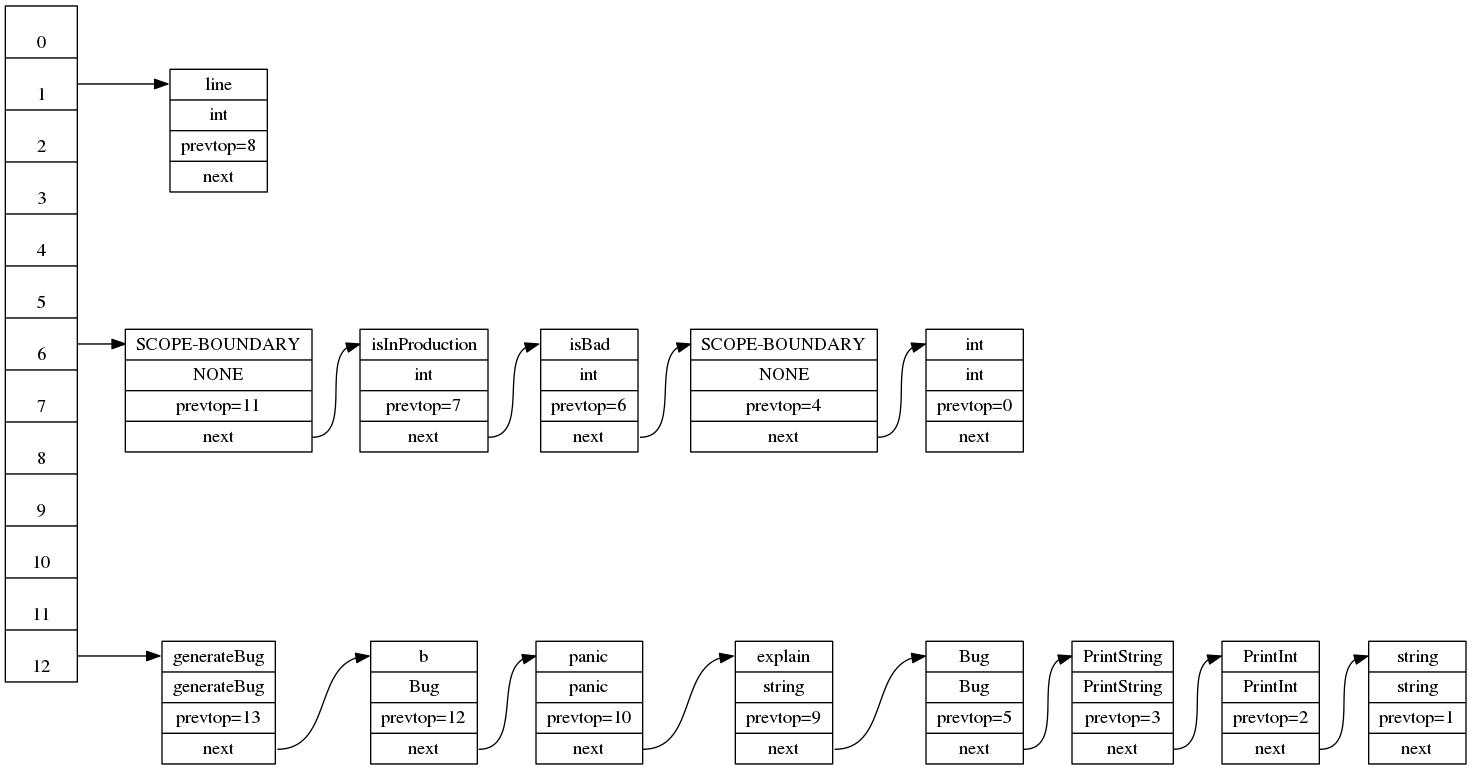 0
1
2
3
4
5
6
7
8
9
10
11
12
line
int
prevtop=8
next
SCOPE-BOUNDARY
NONE
prevtop=11
next
isInProduction
int
prevtop=7
next
isBad
int
prevtop=6
next
SCOPE-BOUNDARY
NONE
prevtop=4
next
int
int
prevtop=0
next
generateBug
generateBug
prevtop=13
next
b
Bug
prevtop=12
next
panic
panic
prevtop=10
next
explain
string
prevtop=9
next
Bug
Bug
prevtop=5
next
PrintString
PrintString
prevtop=3
next
PrintInt
PrintInt
prevtop=2
next
string
string
prevtop=1
next